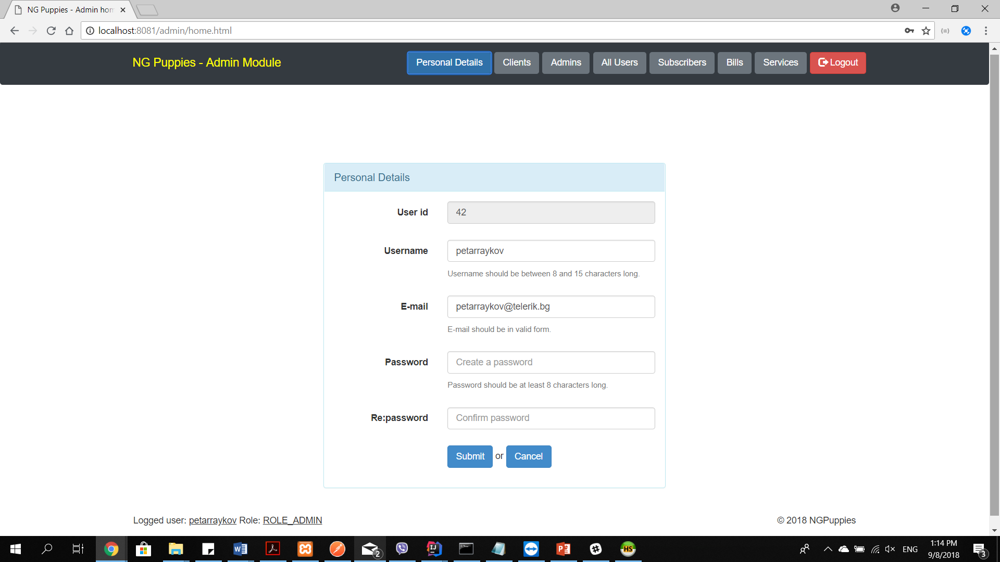 NG Puppies - Admin hon
localhost:8081/admin/home.html
NG Puppies - Admin Module
Personal Details
Clients
Admins
All Users
Subscribers
Bills
Services
Logout
Personal Details
User id
42
Username
petarraykov
Username should be between 8 and 15 characters long.
E-mail
petarraykov@telerik.bg
E-mail should be in valid form.
Password
Create a password
Password should be at least 8 characters long.
Re:password
Confirm password
Submit or Cancel
Logged user: petarraykov Role: ROLE_ADMIN
© 2018 NGPuppies
2
HS
ENG
1:14 PM
9/8/2018
3